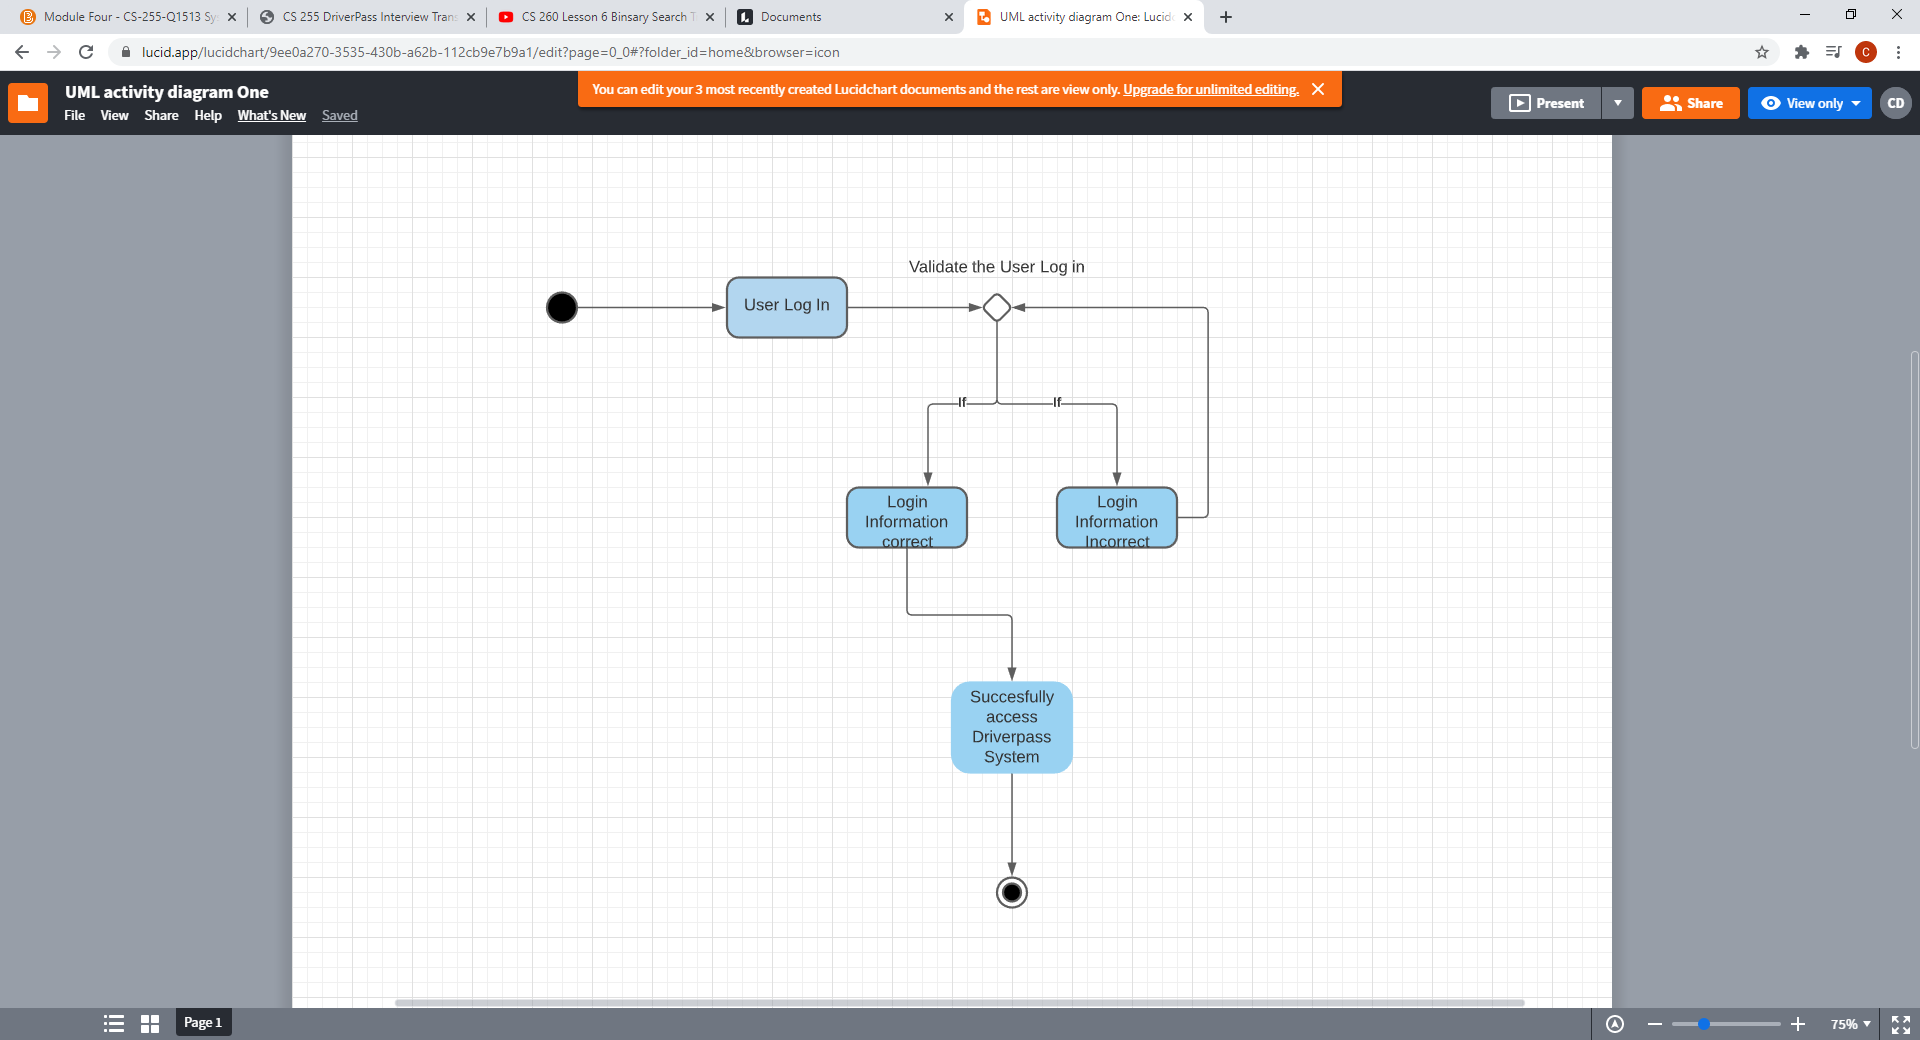 Module Four - CS-255-Q1513 Sy
CS 255 DriverPass Interview Trans
CS 260 Lesson 6 Binsary Search T
Documents
UML activity diagram One: Lucid
lucid.app/lucidchart/9ee0a270-3535-430b-a62b-112cb9e7b9a1/edit?page=0_0#?folder_id=home&browser=icon
C
UML activity diagram One
You can edit your 3 most recently created Lucidchart documents and the rest are view only. Upgrade for unlimited editing.
File View Share Help What's New Saved
Present
Share
View only
CD
Validate the User Log in
User Log In
If
If
Login
Information
correct
Login
Information
Incorrect
Succesfully
access
Driverpass
System
Page 1
75%